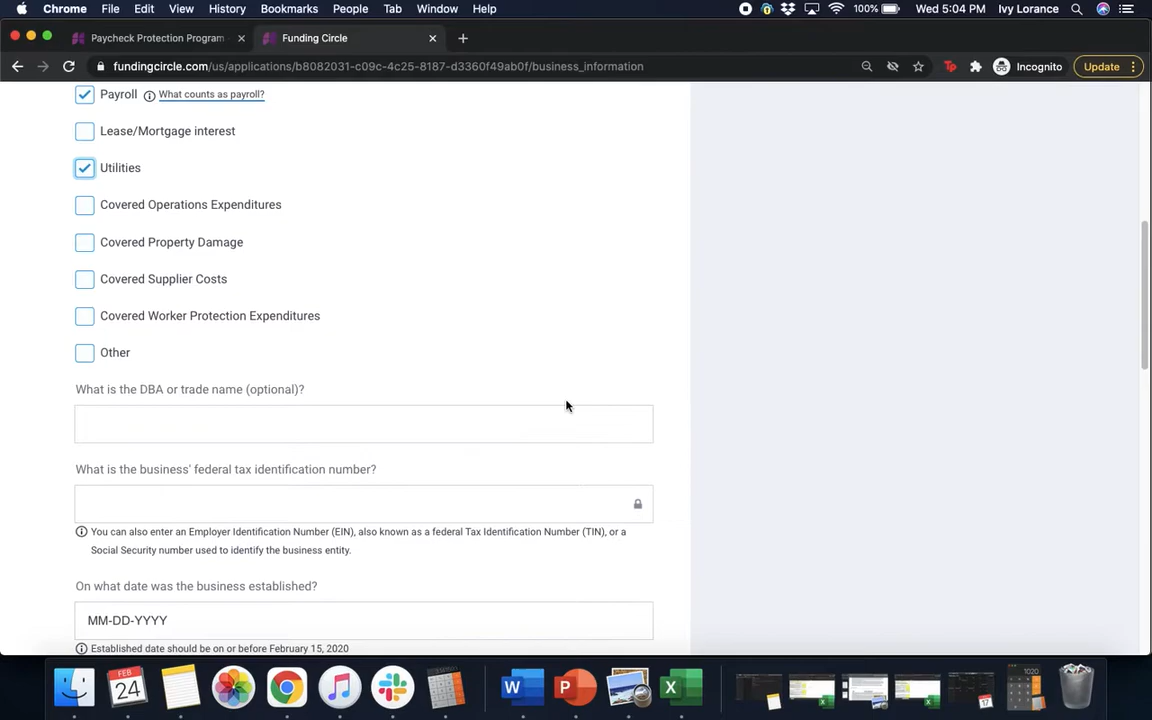 Chrome File Edit View History Bookmarks People Tab Window Help 100% Wed 5:04 PM Ivy Lorance
Paycheck Protection Program
Funding Circle
fundingcircle.com/us/applications/b8082031-c09c-4c25-8187-d3360f49ab0f/business_information Incognito Update
Payroll What counts as payroll?
Lease/Mortgage interest
Utilities
Covered Operations Expenditures
Covered Property Damage
Covered Supplier Costs
Covered Worker Protection Expenditures
Other
What is the DBA or trade name (optional)?
What is the business' federal tax identification number?
You can also enter an Employer Identification Number (EIN), also known as a federal Tax Identification Number (TIN), or a
Social Security number used to identify the business entity.
On what date was the business established?
MM-DD-YYYY
Established date should be on or before February 15, 2020
FEB
24
W
P
X
1020
17